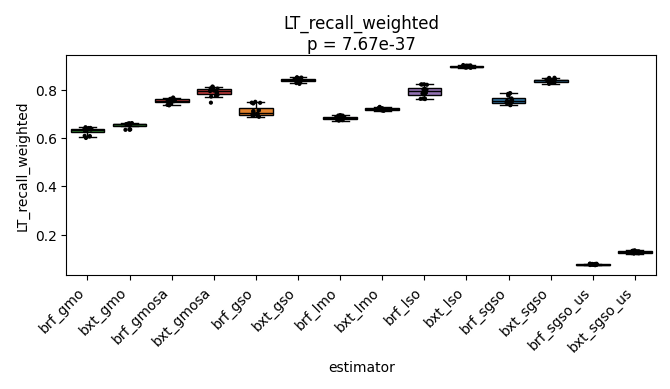 LT_recall_weighted
p = 7.67e-37
LT_recall_weighted
0.8
0.6
0.4
0.2
brf_gmo
bxt_gmo
brf_gmosa
bxt_gmosa
brf_gso
bxt_gso
brf_lmo
bxt_lmo
brf_lso
bxt_lso
brf_sgso
bxt_sgso
brf_sgso_us
bxt_sgso_us
estimator